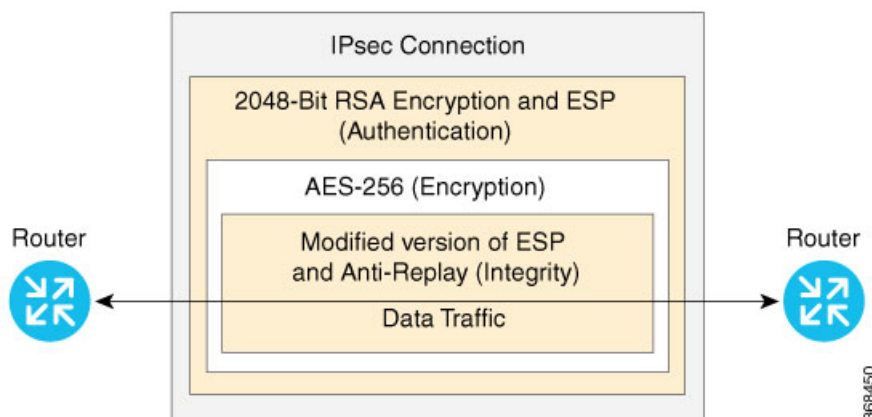 IPsec Connection
2048-Bit RSA Encryption and ESP
(Authentication)
AES-256 (Encryption)
Modified version of ESP
and Anti-Replay (Integrity)
Router
Router
Data Traffic
368450